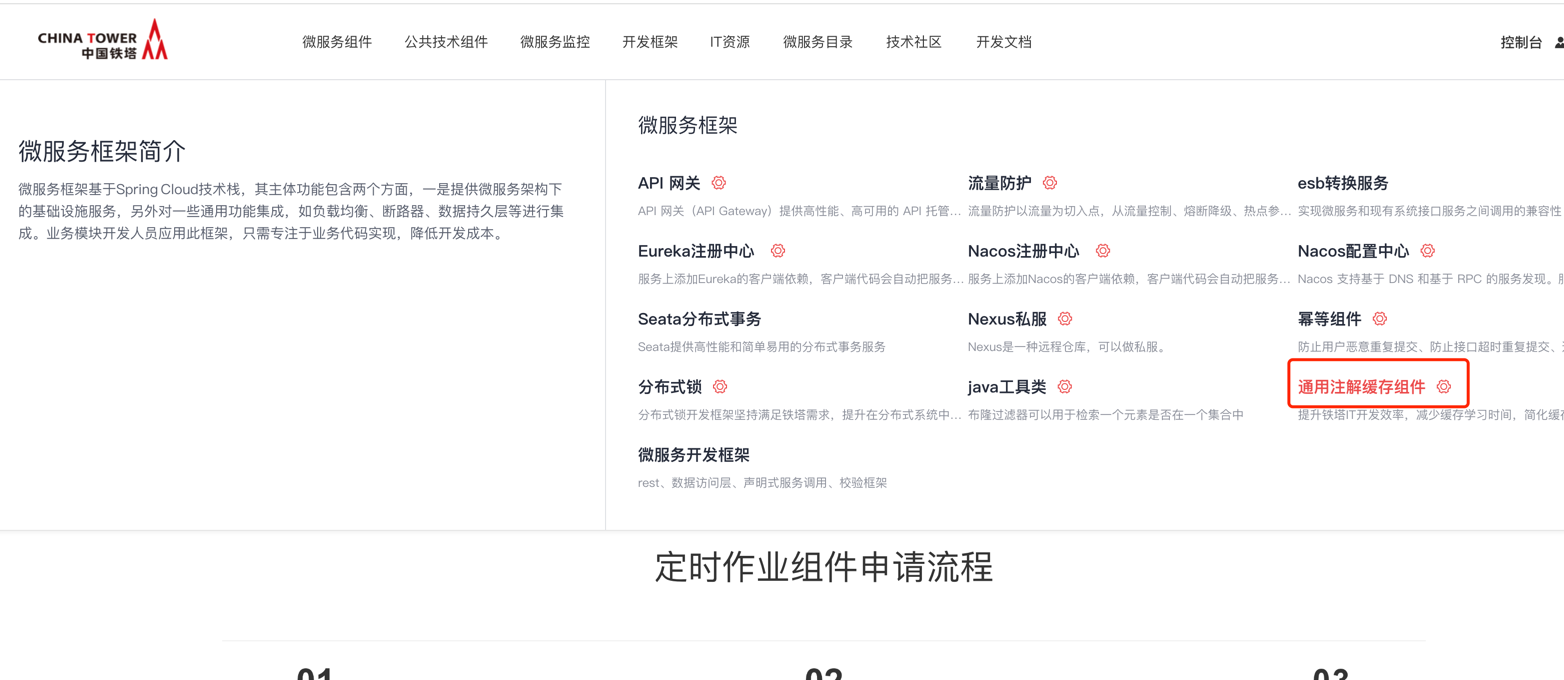 CHINA TOWER
中国铁塔
微服务组件 公共技术组件 微服务监控 开发框架 IT资源 微服务目录 技术社区 开发文档 控制台
微服务框架简介
微服务框架基于Spring Cloud技术栈，其主体功能包含两个方面，一是提供微服务架构下
的基础设施服务，另外对一些通用功能集成，如负载均衡、断路器、数据持久层等进行集
成。业务模块开发人员应用此框架，只需专注于业务代码实现，降低开发成本。
微服务框架
API 网关 流量防护 esb转换服务
API 网关（API Gateway）提供高性能、高可用的 API 托管... 流量防护以流量为切入点，从流量控制、熔断降级、热点参... 实现微服务和现有系统接口服务之间调用的兼容性
Eureka注册中心 Nacos注册中心 Nacos配置中心
服务上添加Eureka的客户端依赖，客户端代码会自动把服务... 服务上添加Nacos的客户端依赖，客户端代码会自动把服务... Nacos 支持基于 DNS 和基于 RPC 的服务发现。
Seata分布式事务 Nexus私服 幂等组件
Seata提供高性能和简单易用的分布式事务服务 Nexus是一种远程仓库，可以做私服。 防止用户恶意重复提交、防止接口超时重复提交、
分布式锁 java工具类 通用注解缓存组件
分布式锁开发框架坚持满足铁塔需求，提升在分布式系统中... 布隆过滤器可以用于检索一个元素是否在一个集合中 提升铁塔IT开发效率，减少缓存学习时间，简化缓存
微服务开发框架
rest、数据访问层、声明式服务调用、校验框架
定时作业组件申请流程
01 02 03